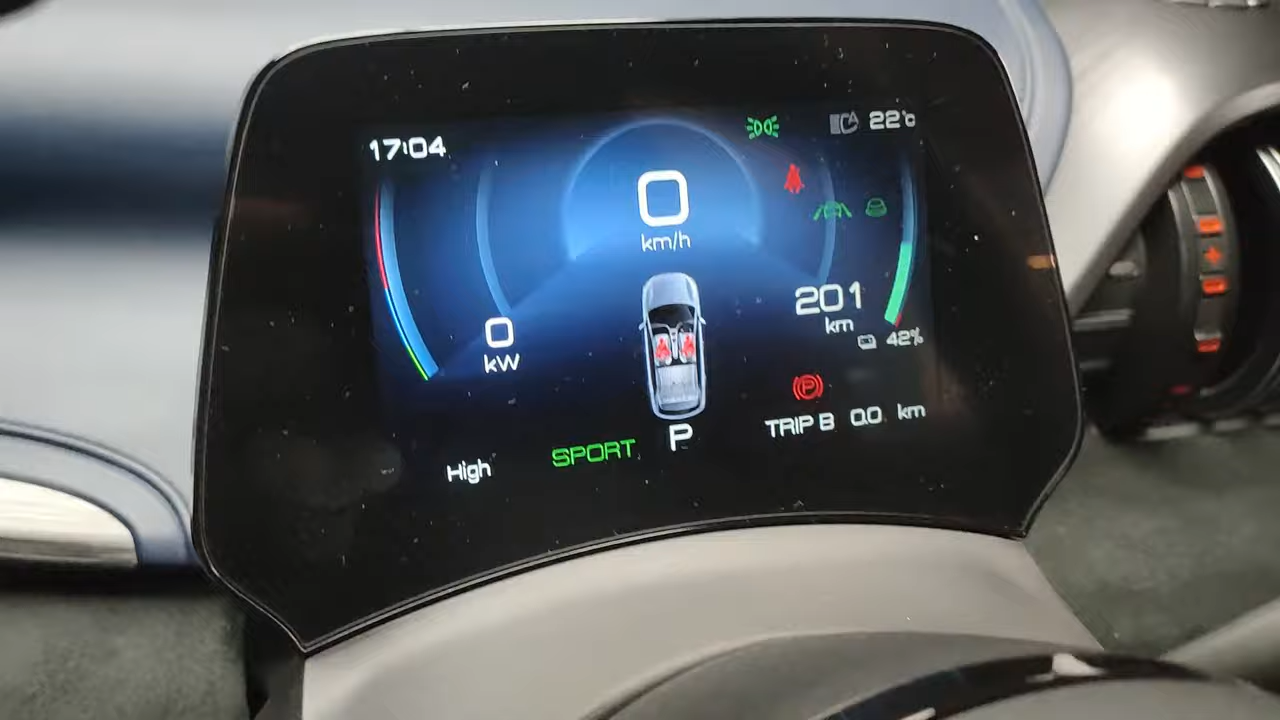 17:04
22°c
0
km/h
201
km
0
kW
42%
P
TRIP B 0.0 km
SPORT
P
High